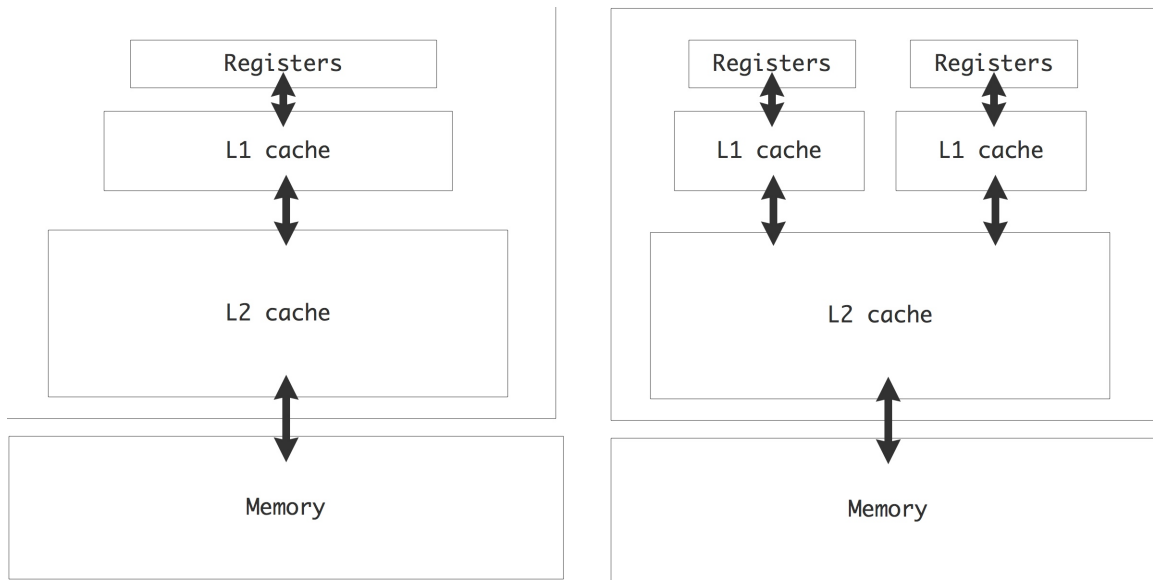 Registers
L1 cache
L2 cache
Memory
Registers
Registers
L1 cache
L1 cache
L2 cache
Memory